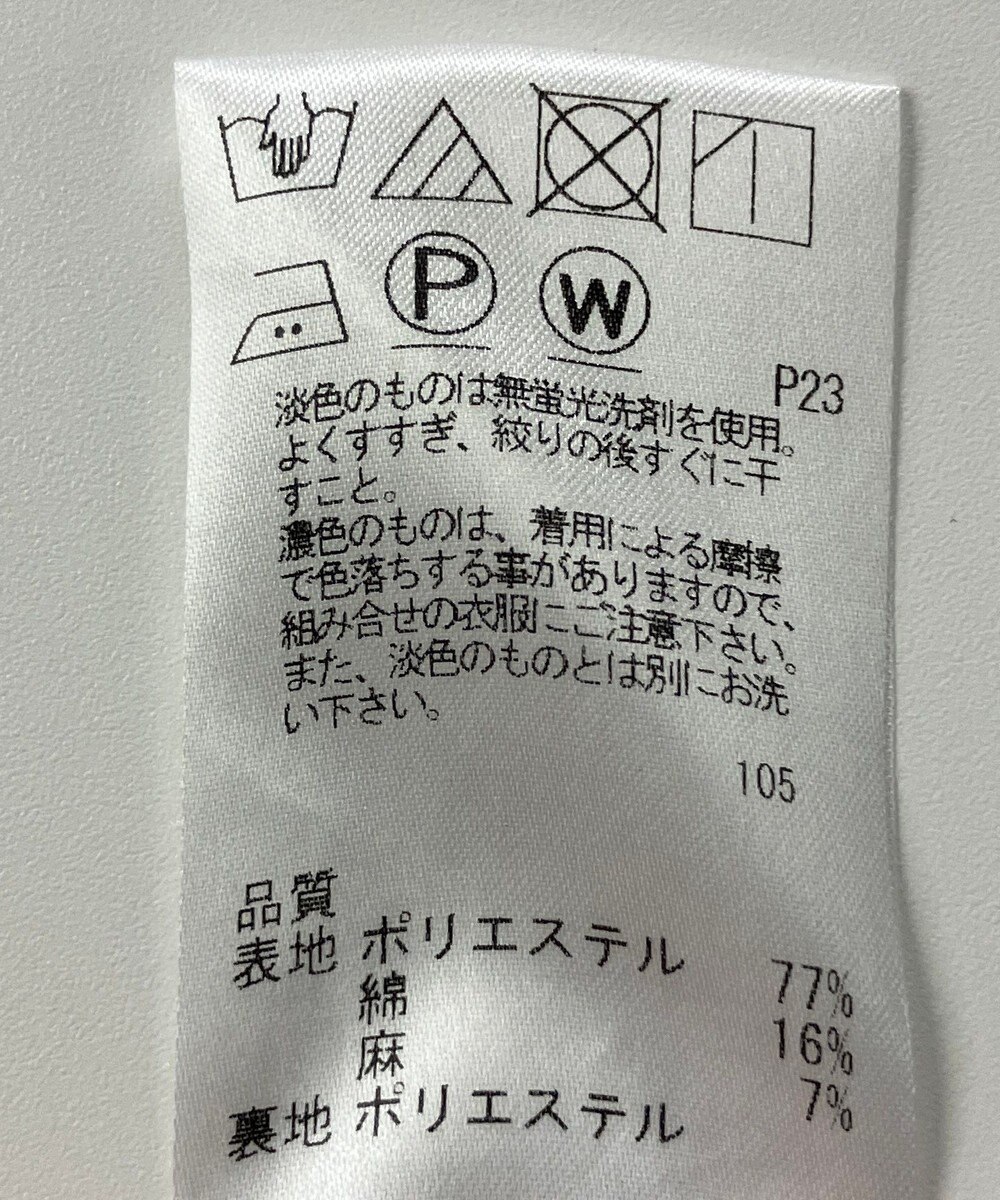 P
W
P23
淡色のものは無蛍光洗剤を使用。
よくすすぎ、絞りの後すぐに干
すこと。
濃色のものは、着用による摩擦
で色落ちする事がありますので、
組み合せの衣服にご注意下さい。
また、淡色のものとは別にお洗
い下さい。
105
品質
表地 ポリエステル 77%
綿 16%
麻 7%
裏地 ポリエステル